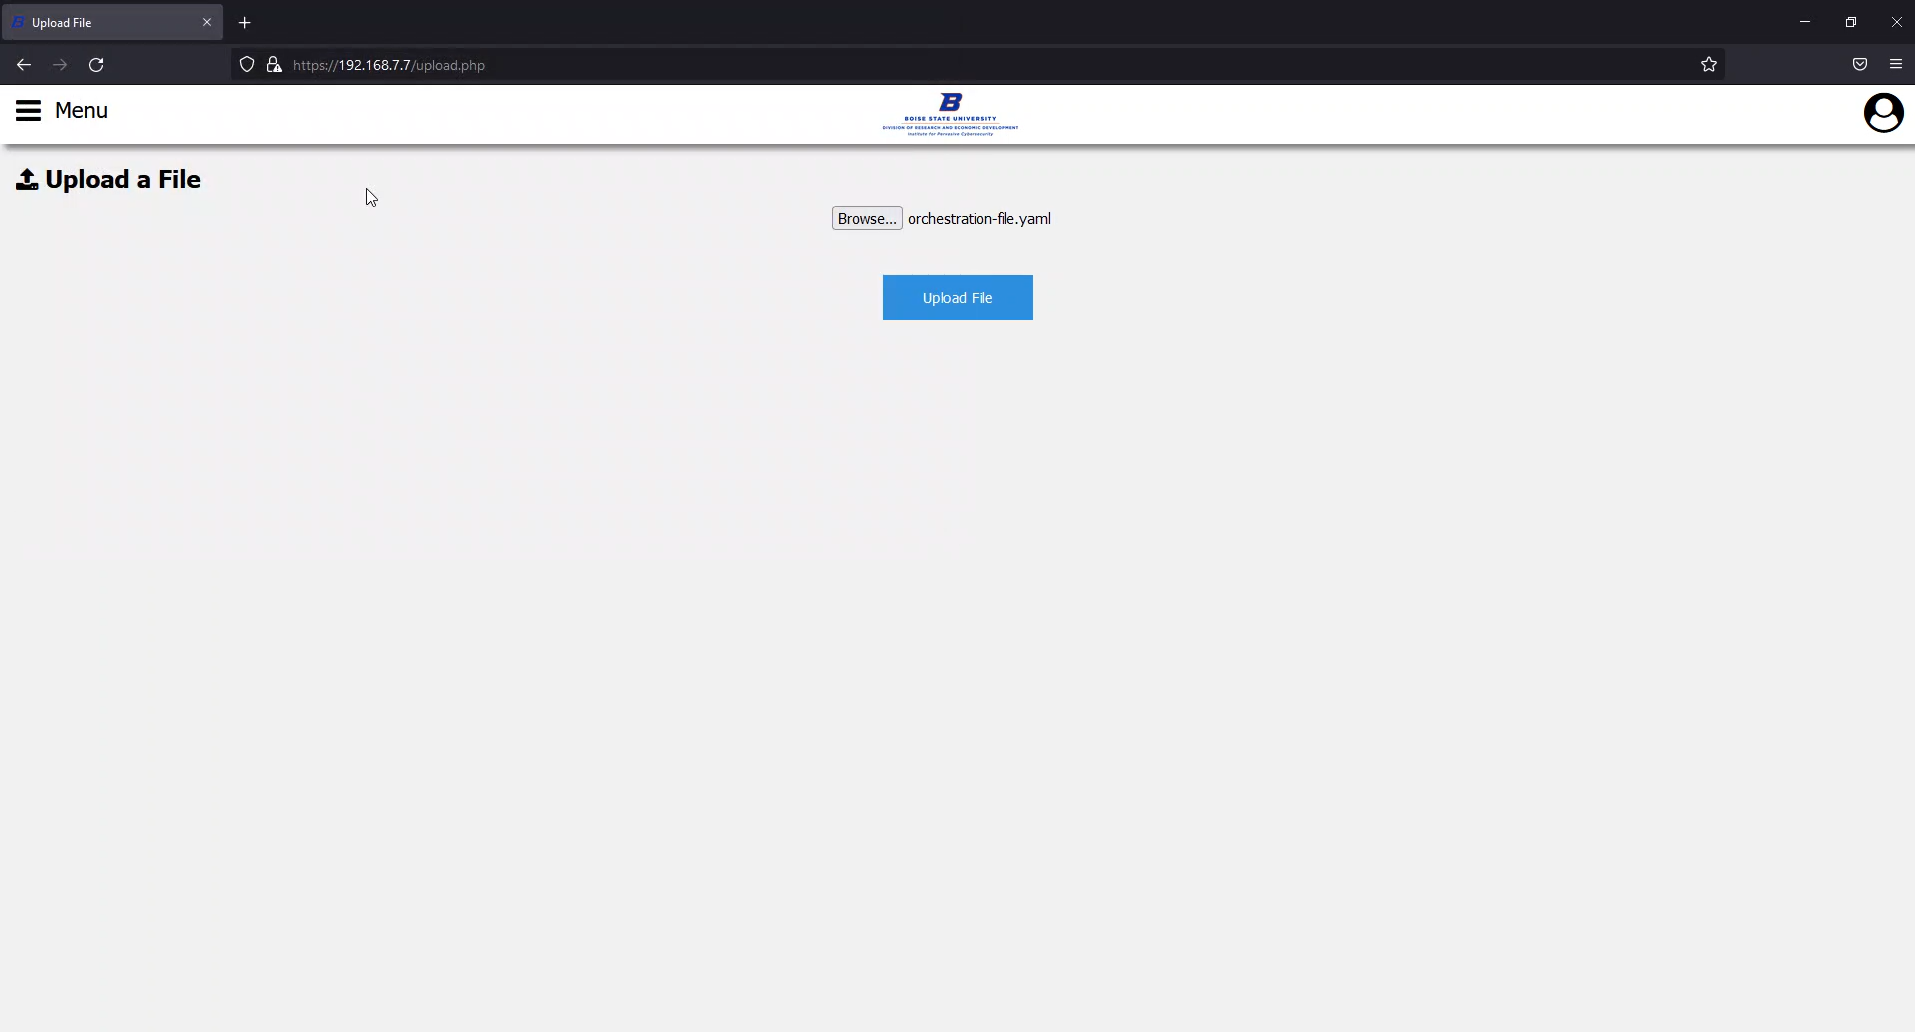 Upload File
https://192.168.7.7/upload.php
Menu
B
BOISE STATE UNIVERSITY
DIVISION OF RESEARCH AND ECONOMIC DEVELOPMENT
Institute for Pervasive Cybersecurity
Upload a File
Browse... orchestration-file.yaml
Upload File